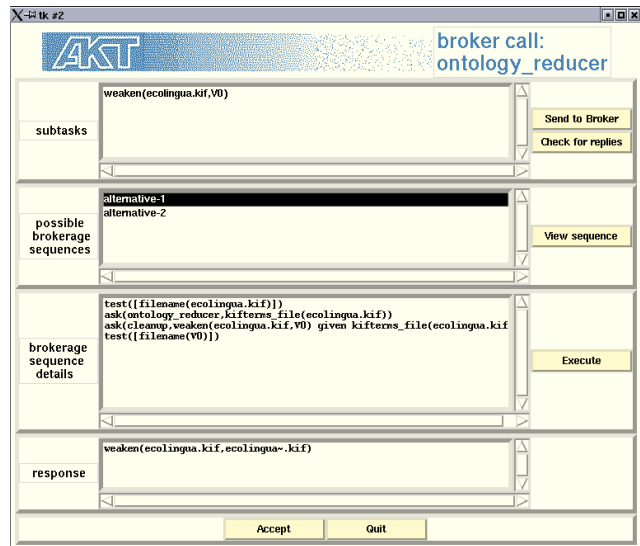 tk #2
AKT
broker call:
ontology_reducer
subtasks
weaken(ecolingua.kif,V0)
Send to Broker
Check for replies
possible
brokerage
sequences
alternative-1
alternative-2
View sequence
brokerage
sequence
details
test([filename(ecolingua.kif)])
ask(ontology_reducer,kifterms_file(ecolingua.kif))
ask(cleanup,weaken(ecolingua.kif,V0) given kifterms_file(ecolingua.kif
test([filename(V0)])
Execute
response
weaken(ecolingua.kif,ecolingua~.kif)
Accept
Quit